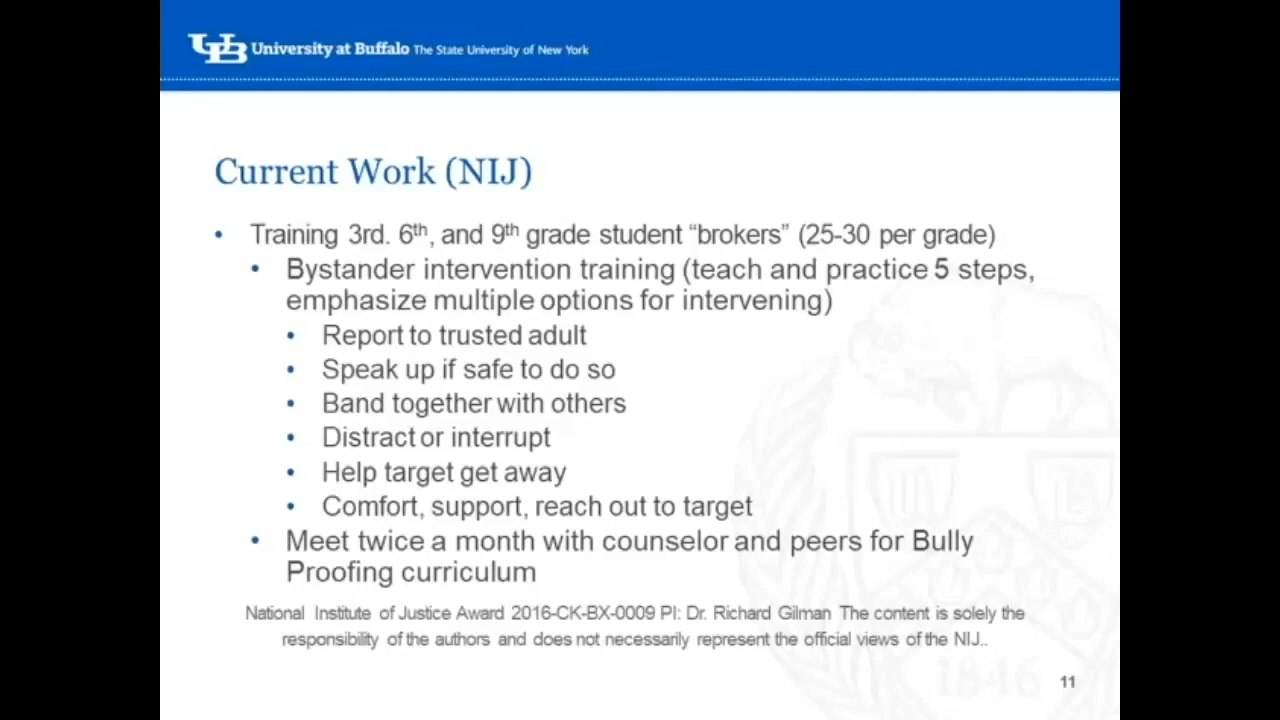 UB University at Buffalo The State University of New York
Current Work (NIJ)
• Training 3rd. 6th, and 9th grade student “brokers” (25-30 per grade)
• Bystander intervention training (teach and practice 5 steps,
emphasize multiple options for intervening)
• Report to trusted adult
• Speak up if safe to do so
• Band together with others
• Distract or interrupt
• Help target get away
• Comfort, support, reach out to target
• Meet twice a month with counselor and peers for Bully
Proofing curriculum
National Institute of Justice Award 2016-CK-BX-0009 PI: Dr. Richard Gilman The content is solely the
responsibility of the authors and does not necessarily represent the official views of the NIJ..
1846
11